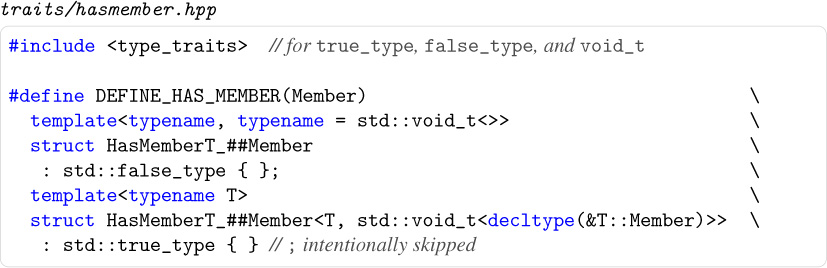 traits/hasmember.hpp
#include <type_traits> // for true_type, false_type, and void_t
#define DEFINE_HAS_MEMBER(Member) \
template<typename, typename = std::void_t<>> \
struct HasMemberT_##Member \
: std::false_type { }; \
template<typename T> \
struct HasMemberT_##Member<T, std::void_t<decltype(&T::Member)>> \
: std::true_type { } // ; intentionally skipped